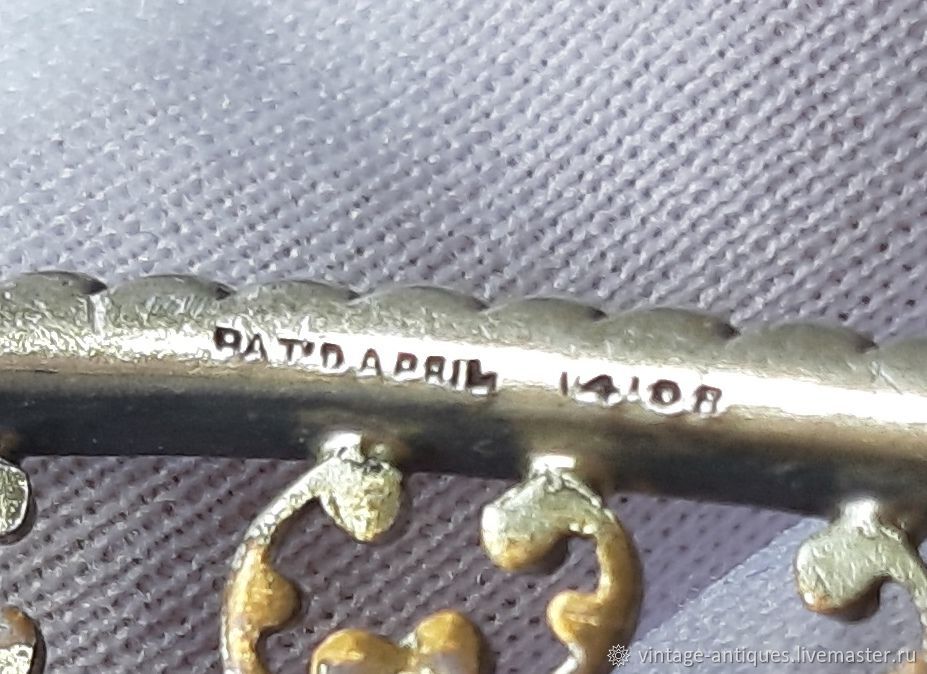 PAT'D APRIL 14/08
vintage-antiques.livemaster.ru